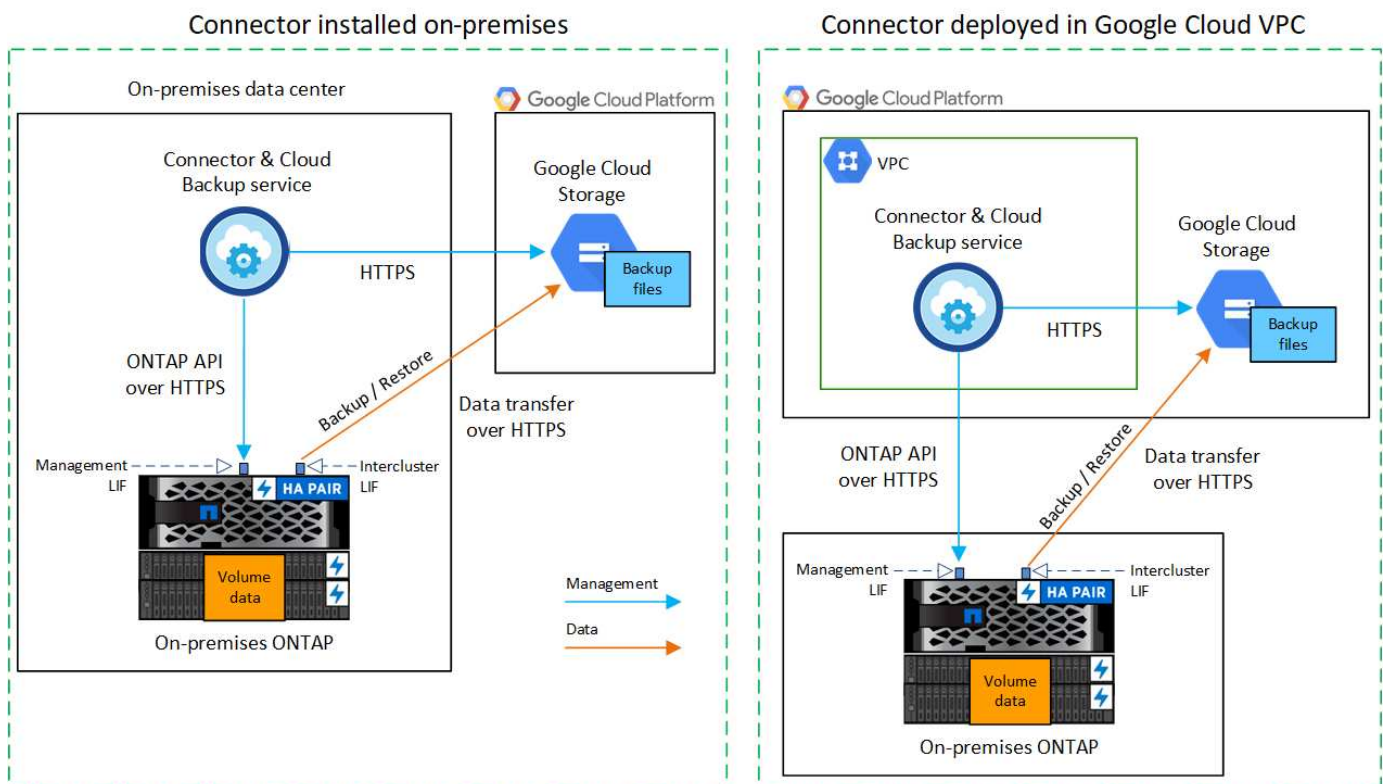 Connector installed on-premises
On-premises data center
Google Cloud Platform
Connector & Cloud
Backup service
Google Cloud
Storage
HTTPS
Backup
files
ONTAP API
over HTTPS
Backup / Restore
Data transfer
over HTTPS
Management
LIF
Intercluster
LIF
HA PAIR
Volume
data
On-premises ONTAP
Management
Data
Connector deployed in Google Cloud VPC
Google Cloud Platform
VPC
Connector & Cloud
Backup service
Google Cloud
Storage
HTTPS
Backup
files
ONTAP API
over HTTPS
Backup / Restore
Data transfer
over HTTPS
Management
LIF
Intercluster
LIF
HA PAIR
Volume
data
On-premises ONTAP